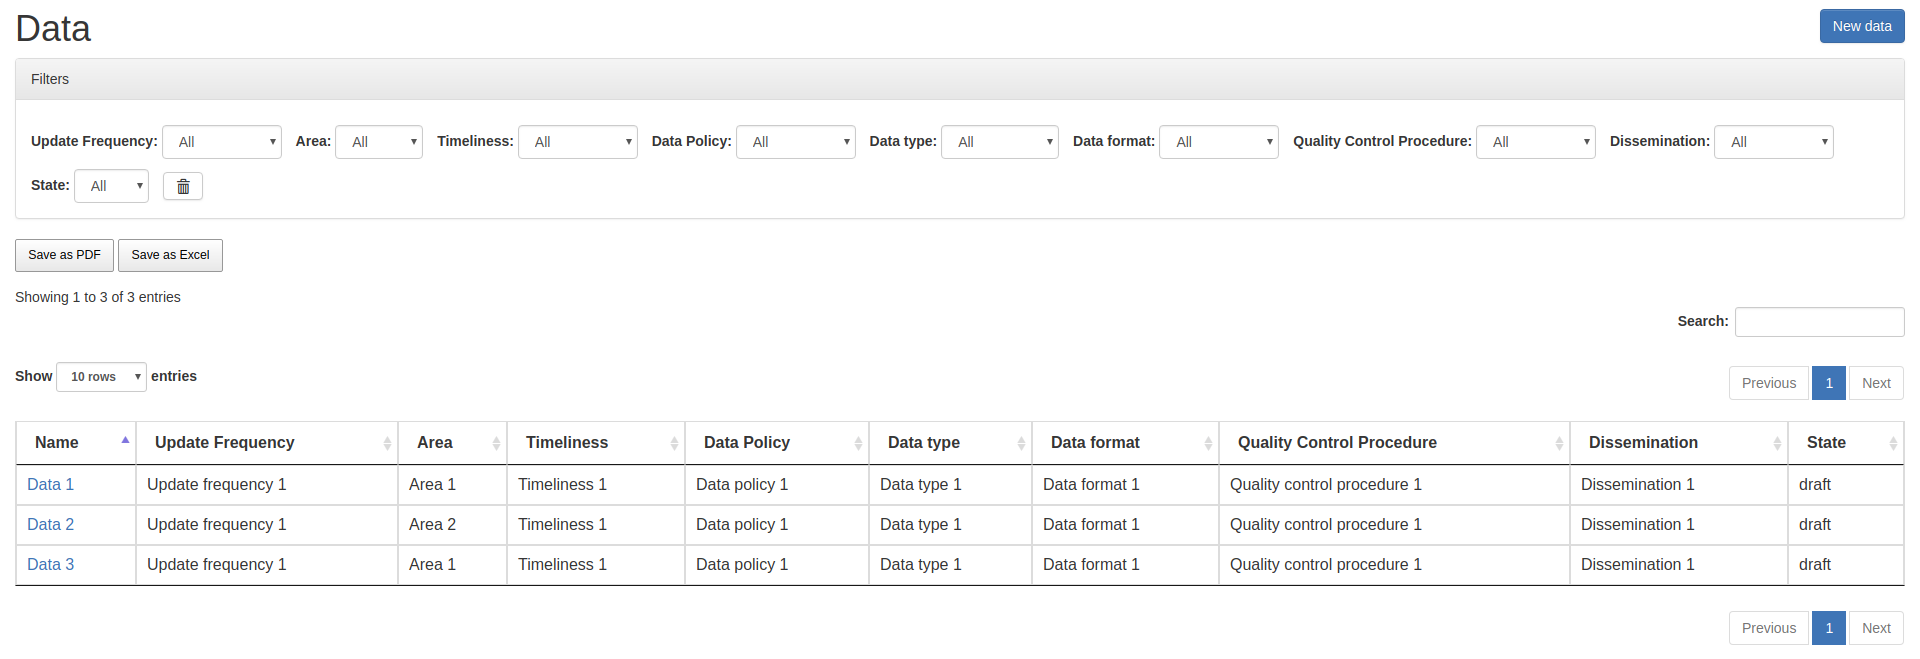 Data
New data
Filters
Update Frequency: All Area: All Timeliness: All Data Policy: All Data type: All Data format: All Quality Control Procedure: All Dissemination: All
State: All
Save as PDF Save as Excel
Showing 1 to 3 of 3 entries
Search:
Show 10 rows entries
Previous 1 Next
Name Update Frequency Area Timeliness Data Policy Data type Data format Quality Control Procedure Dissemination State
Data 1 Update frequency 1 Area 1 Timeliness 1 Data policy 1 Data type 1 Data format 1 Quality control procedure 1 Dissemination 1 draft
Data 2 Update frequency 1 Area 2 Timeliness 1 Data policy 1 Data type 1 Data format 1 Quality control procedure 1 Dissemination 1 draft
Data 3 Update frequency 1 Area 1 Timeliness 1 Data policy 1 Data type 1 Data format 1 Quality control procedure 1 Dissemination 1 draft
Previous 1 Next